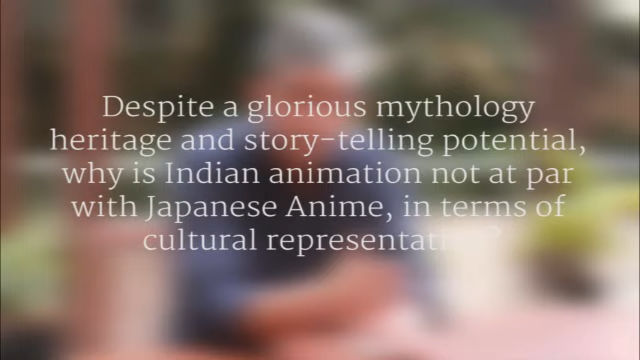 Despite a glorious mythology
heritage and story-telling potential,
why is Indian animation not at par
with Japanese Anime, in terms of
cultural representati ?